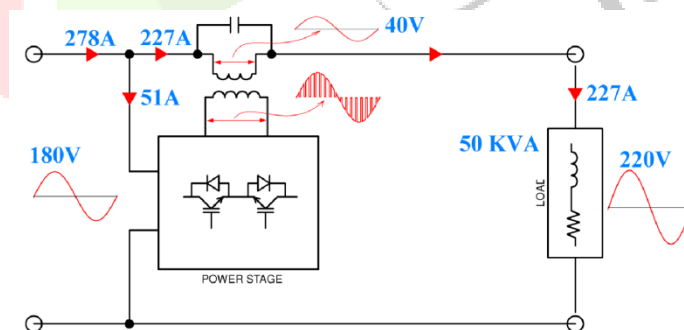 278A 227A 40V
51A
227A
180V
50 KVA
220V
LOAD
POWER STAGE